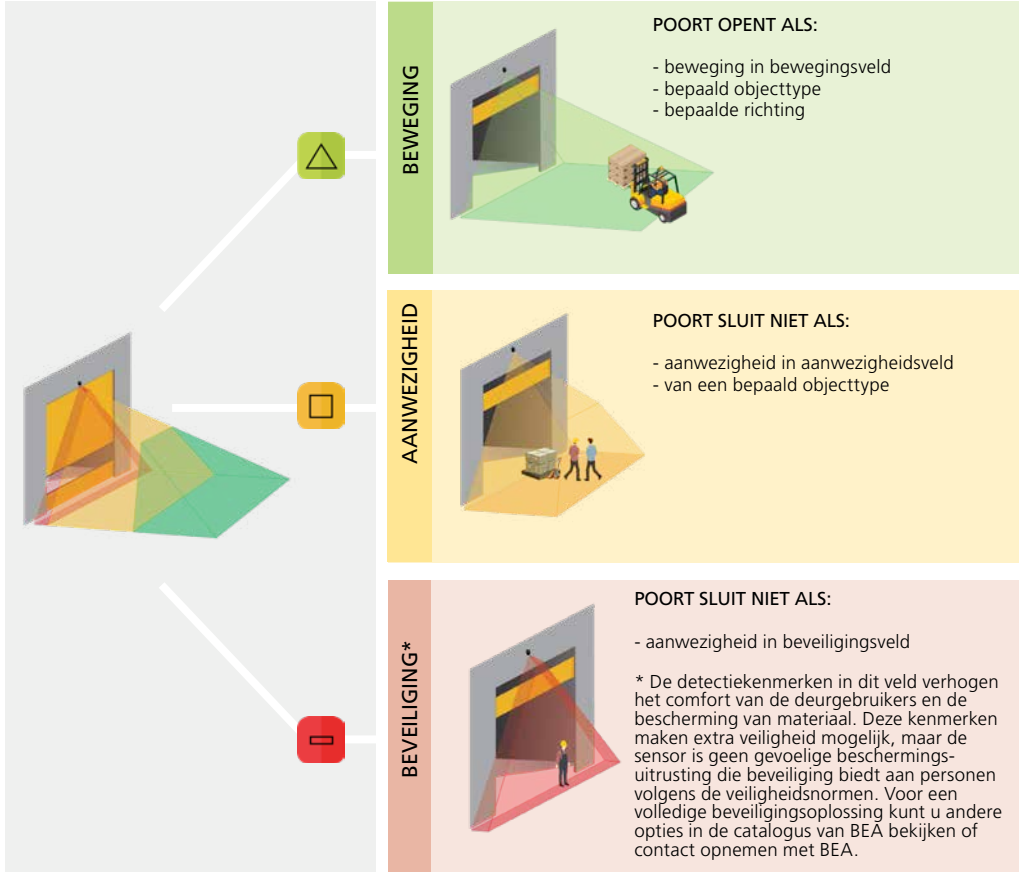 BEWEGING
POORT OPENT ALS:
- beweging in bewegingsveld
- bepaald objecttype
- bepaalde richting
AANWEZIGHEID
POORT SLUIT NIET ALS:
- aanwezigheid in aanwezigheidsveld
- van een bepaald objecttype
BEVEILIGING*
POORT SLUIT NIET ALS:
- aanwezigheid in beveiligingsveld
* De detectiekenmerken in dit veld verhogen
het comfort van de deurgebruikers en de
bescherming van materiaal. Deze kenmerken
maken extra veiligheid mogelijk, maar de
sensor is geen gevoelige beschermings-
uitrusting die beveiliging biedt aan personen
volgens de veiligheidsnormen. Voor een
volledige beveiligingsoplossing kunt u andere
opties in de catalogus van BEA bekijken of
contact opnemen met BEA.